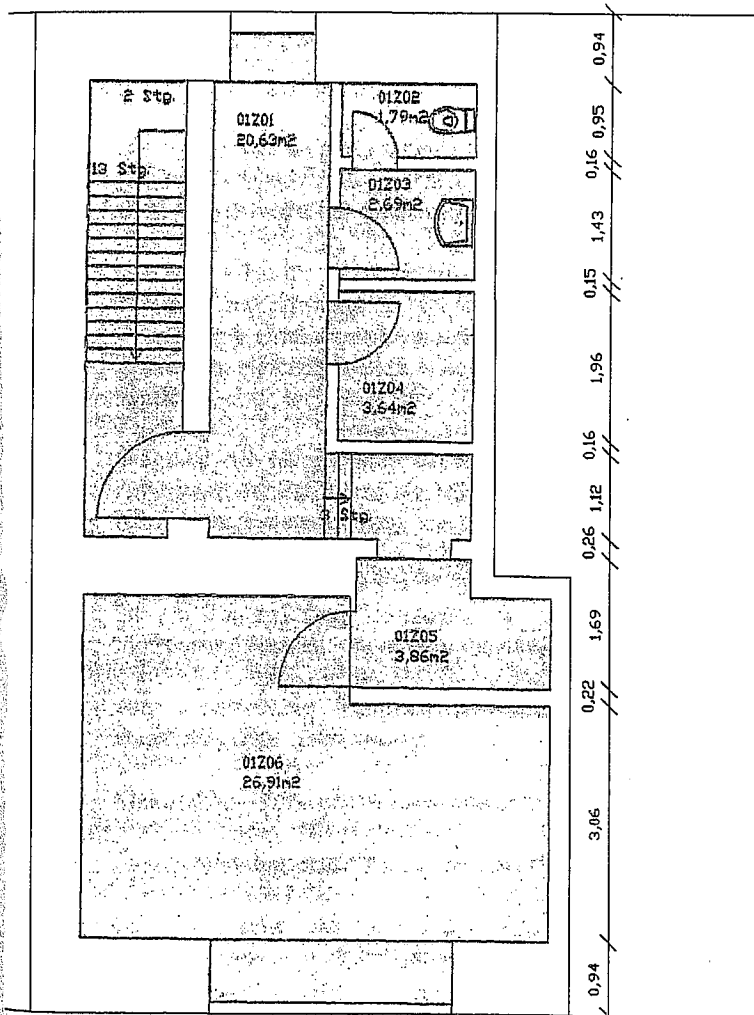 2 Stg.
13 Stg.
01Z01
20,63m2
01Z02
1,79m2
01Z03
2,69m2
01Z04
3,64m2
3 Stg.
01Z05
3,86m2
01Z06
26,91m2
0,94
0,95
0,16
1,43
0,15
1,96
0,16
1,12
0,26
1,69
0,22
3,06
0,94